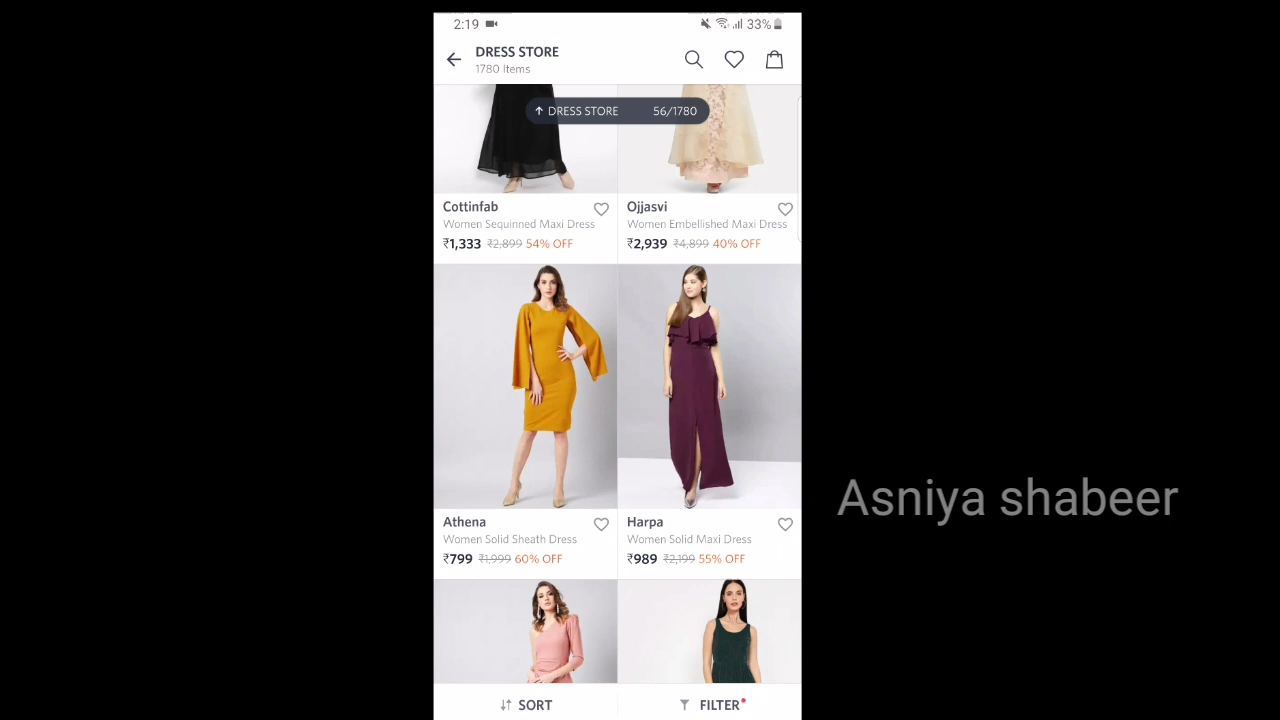 2:19 33%
DRESS STORE
1780 Items
↑ DRESS STORE 56/1780
Cottinfab
Women Sequinned Maxi Dress
₹1,333 ₹2,899 54% OFF
Ojjasvi
Women Embellished Maxi Dress
₹2,939 ₹4,899 40% OFF
Athena
Women Solid Sheath Dress
₹799 ₹1,999 60% OFF
Harpa
Women Solid Maxi Dress
₹989 ₹2,199 55% OFF
Asniya shabeer
SORT
FILTER